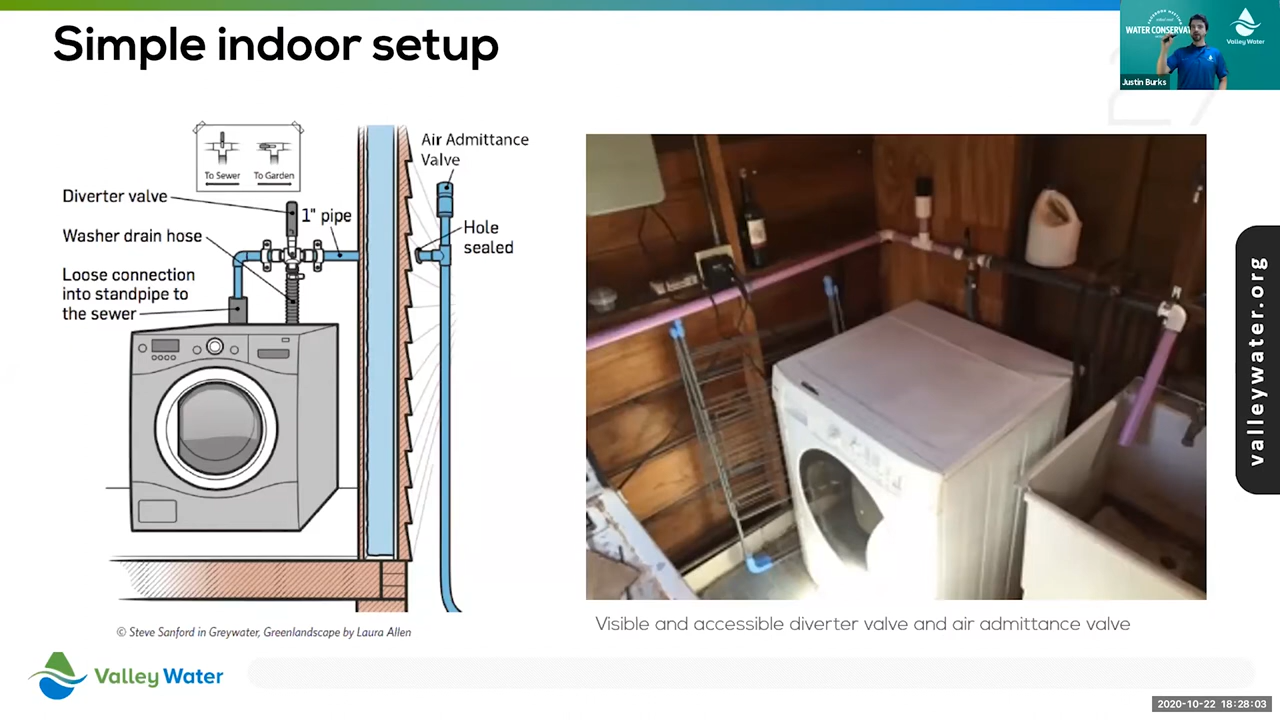 Simple indoor setup
WATER CONSERVAT
Valley Water
Justin Burks
Air Admittance
Valve
To Sewer
To Garden
Diverter valve
1" pipe
Washer drain hose
Hole
sealed
Loose connection
into standpipe to
the sewer
valleywater.org
© Steve Sanford in Greywater, Greenlandscape by Laura Allen
Visible and accessible diverter valve and air admittance valve
Valley Water
2020-10-22 18:28:03